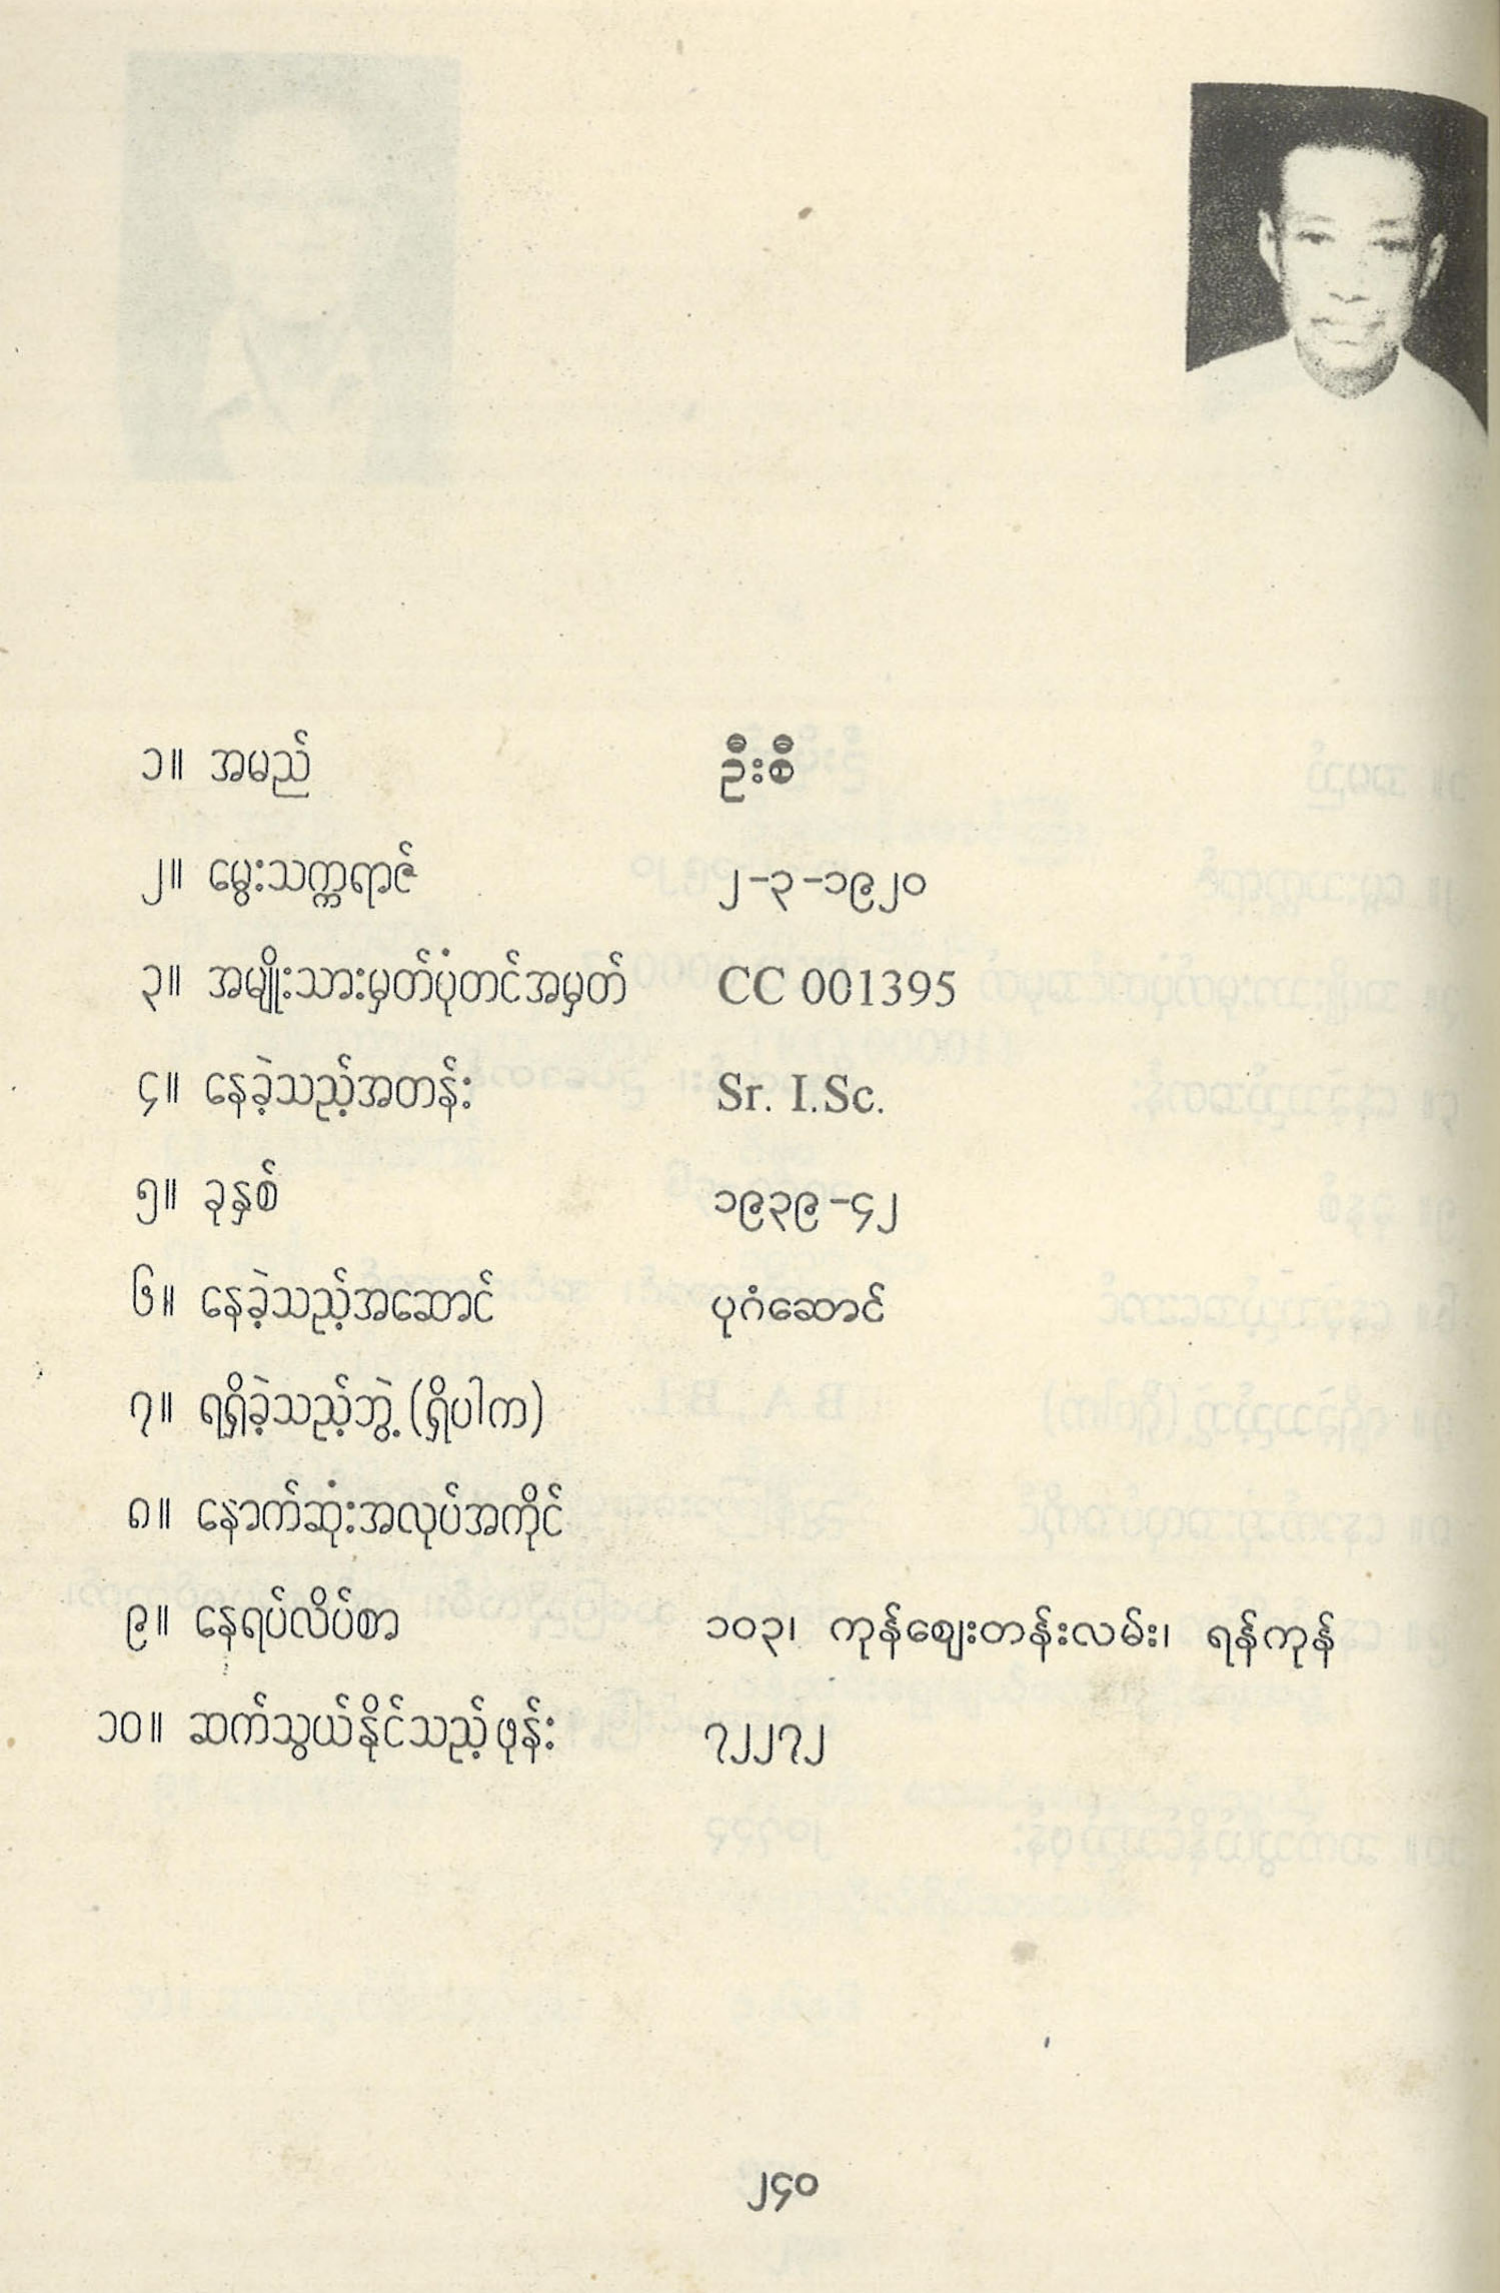 ၁။ အမည် ဦးစီ
၂။ မွေးသက္ကရာဇ် ၂-၃-၁၉၂၀
၃။ အမျိုးသားမှတ်ပုံတင်အမှတ် CC 001395
၄။ နေခဲ့သည့်အတန်း Sr. I.Sc.
၅။ ခုနှစ် ၁၉၃၉-၄၂
၆။ နေခဲ့သည့်အဆောင် ပုဂံဆောင်
၇။ ရရှိခဲ့သည့်ဘွဲ့ (ရှိပါက)
၈။ နောက်ဆုံးအလုပ်အကိုင်
၉။ နေရပ်လိပ်စာ ၁၀၃၊ ကုန်ဈေးတန်းလမ်း၊ ရန်ကုန်
၁၀။ ဆက်သွယ်နိုင်သည့်ဖုန်း ၇၂၂၇၂
၂၄၀